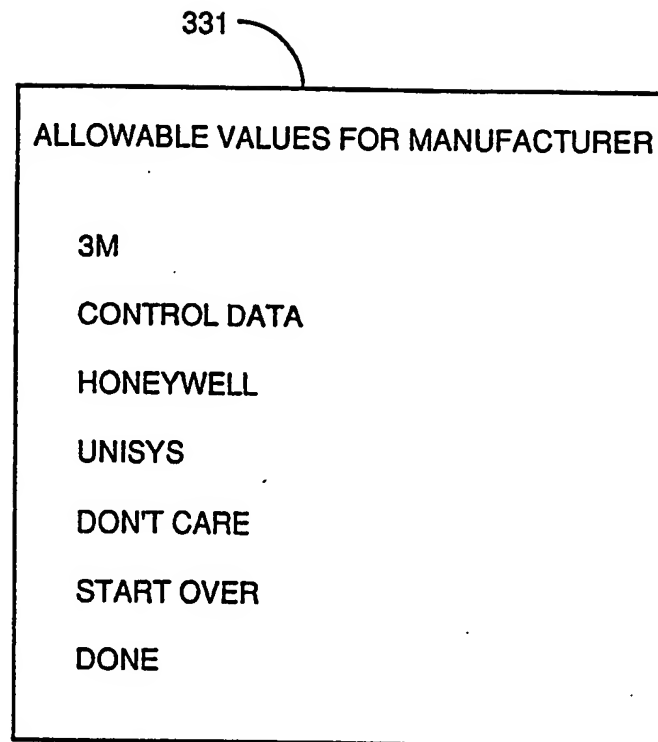 331
ALLOWABLE VALUES FOR MANUFACTURER
3M
CONTROL DATA
HONEYWELL
UNISYS
DON'T CARE
START OVER
DONE